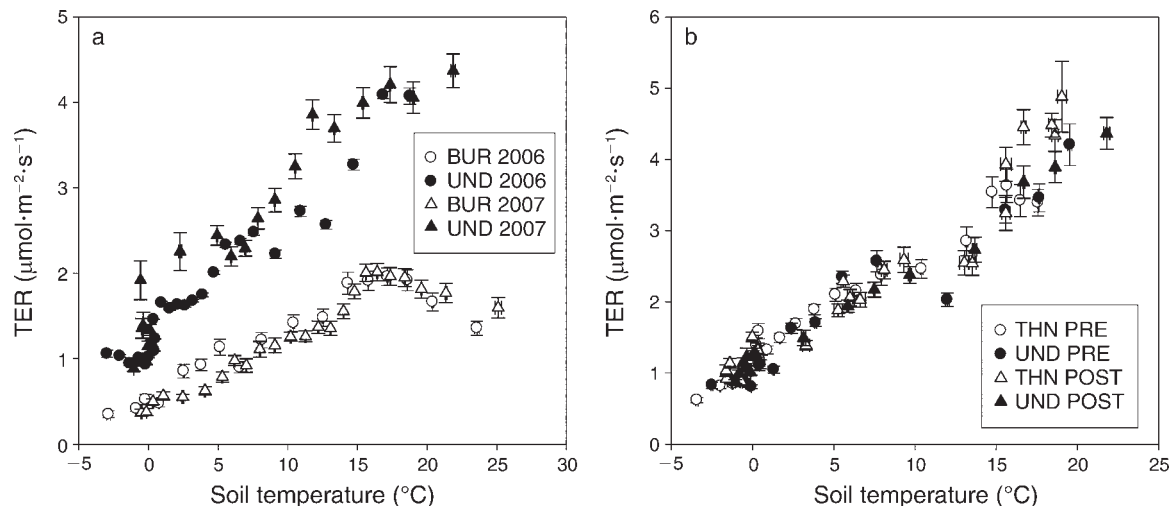 a
5
4
3
2
1
0
TER (μmol·m−2·s−1)
BUR 2006
UND 2006
BUR 2007
UND 2007
−5 0 5 10 15 20 25 30
Soil temperature (°C)
b
6
5
4
3
2
1
0
TER (μmol·m−2·s−1)
THN PRE
UND PRE
THN POST
UND POST
−5 0 5 10 15 20 25
Soil temperature (°C)